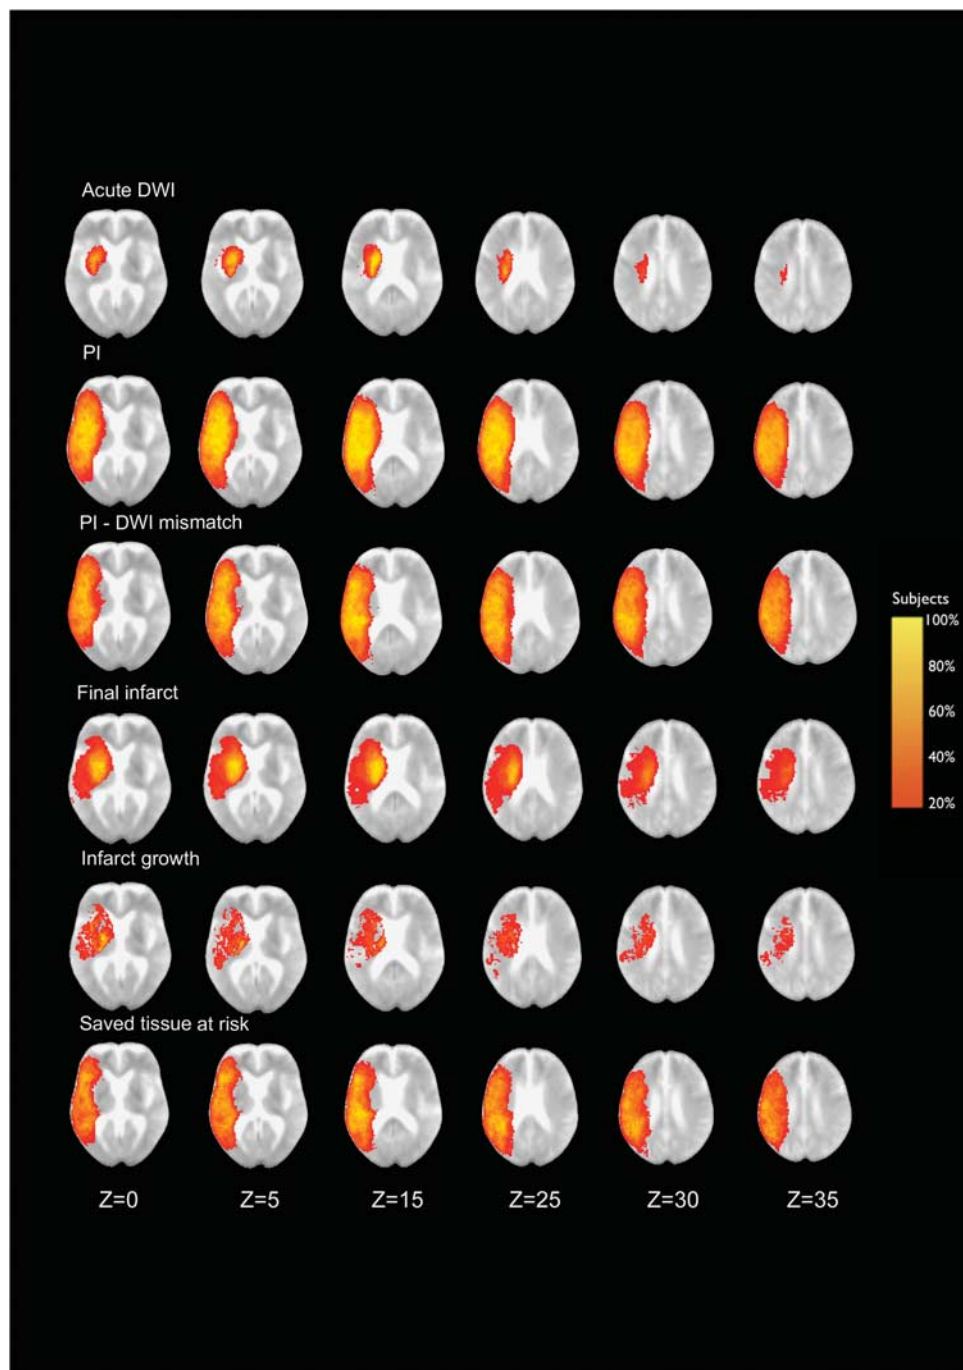 Acute DWI
PI
PI - DWI mismatch
Subjects
100%
80%
60%
40%
20%
Final infarct
Infarct growth
Saved tissue at risk
Z=0
Z=5
Z=15
Z=25
Z=30
Z=35